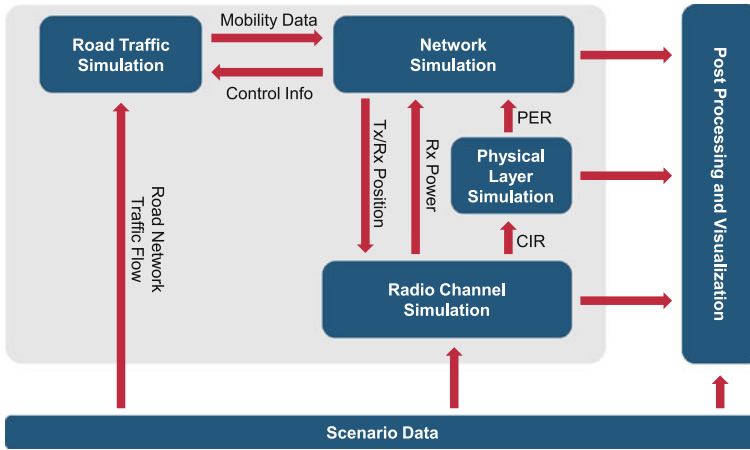 Mobility Data
Road Traffic
Simulation
Network
Simulation
Control Info
PER
Tx/Rx Position
Rx Power
Physical
Layer
Simulation
Road Network
Traffic Flow
CIR
Radio Channel
Simulation
Post Processing and Visualization
Scenario Data